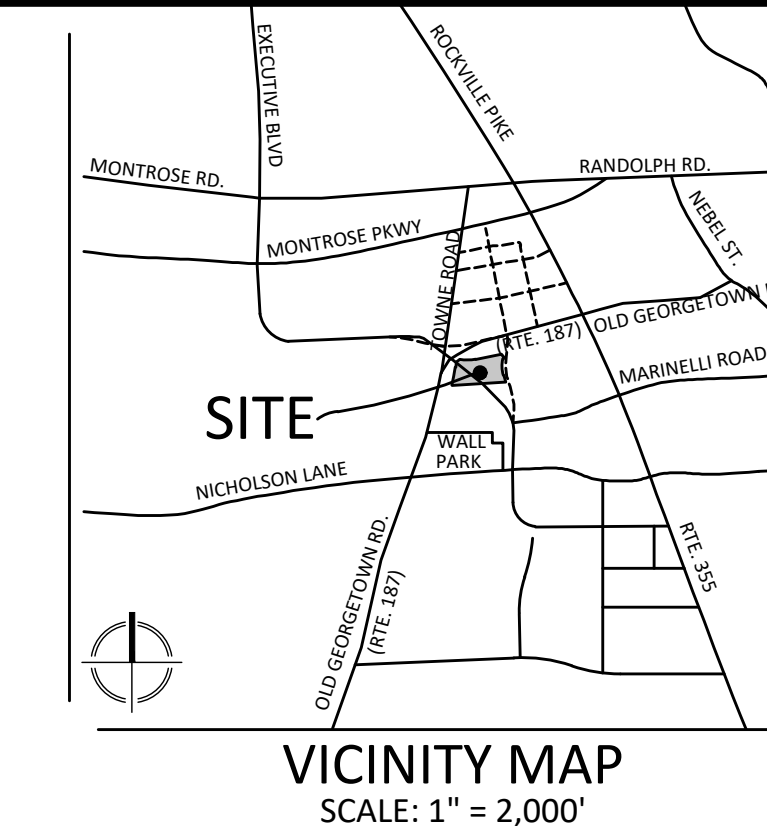 EXECUTIVE BLVD
ROCKVILLE PIKE
MONTROSE RD.
RANDOLPH RD.
NEBEL ST.
MONTROSE PKWY
TOWNE ROAD
OLD GEORGETOWN
(RTE. 187)
MARINELLI ROAD
SITE
WALL
PARK
NICHOLSON LANE
RTE. 355
OLD GEORGETOWN RD.
(RTE. 187)
VICINITY MAP
SCALE: 1" = 2,000'